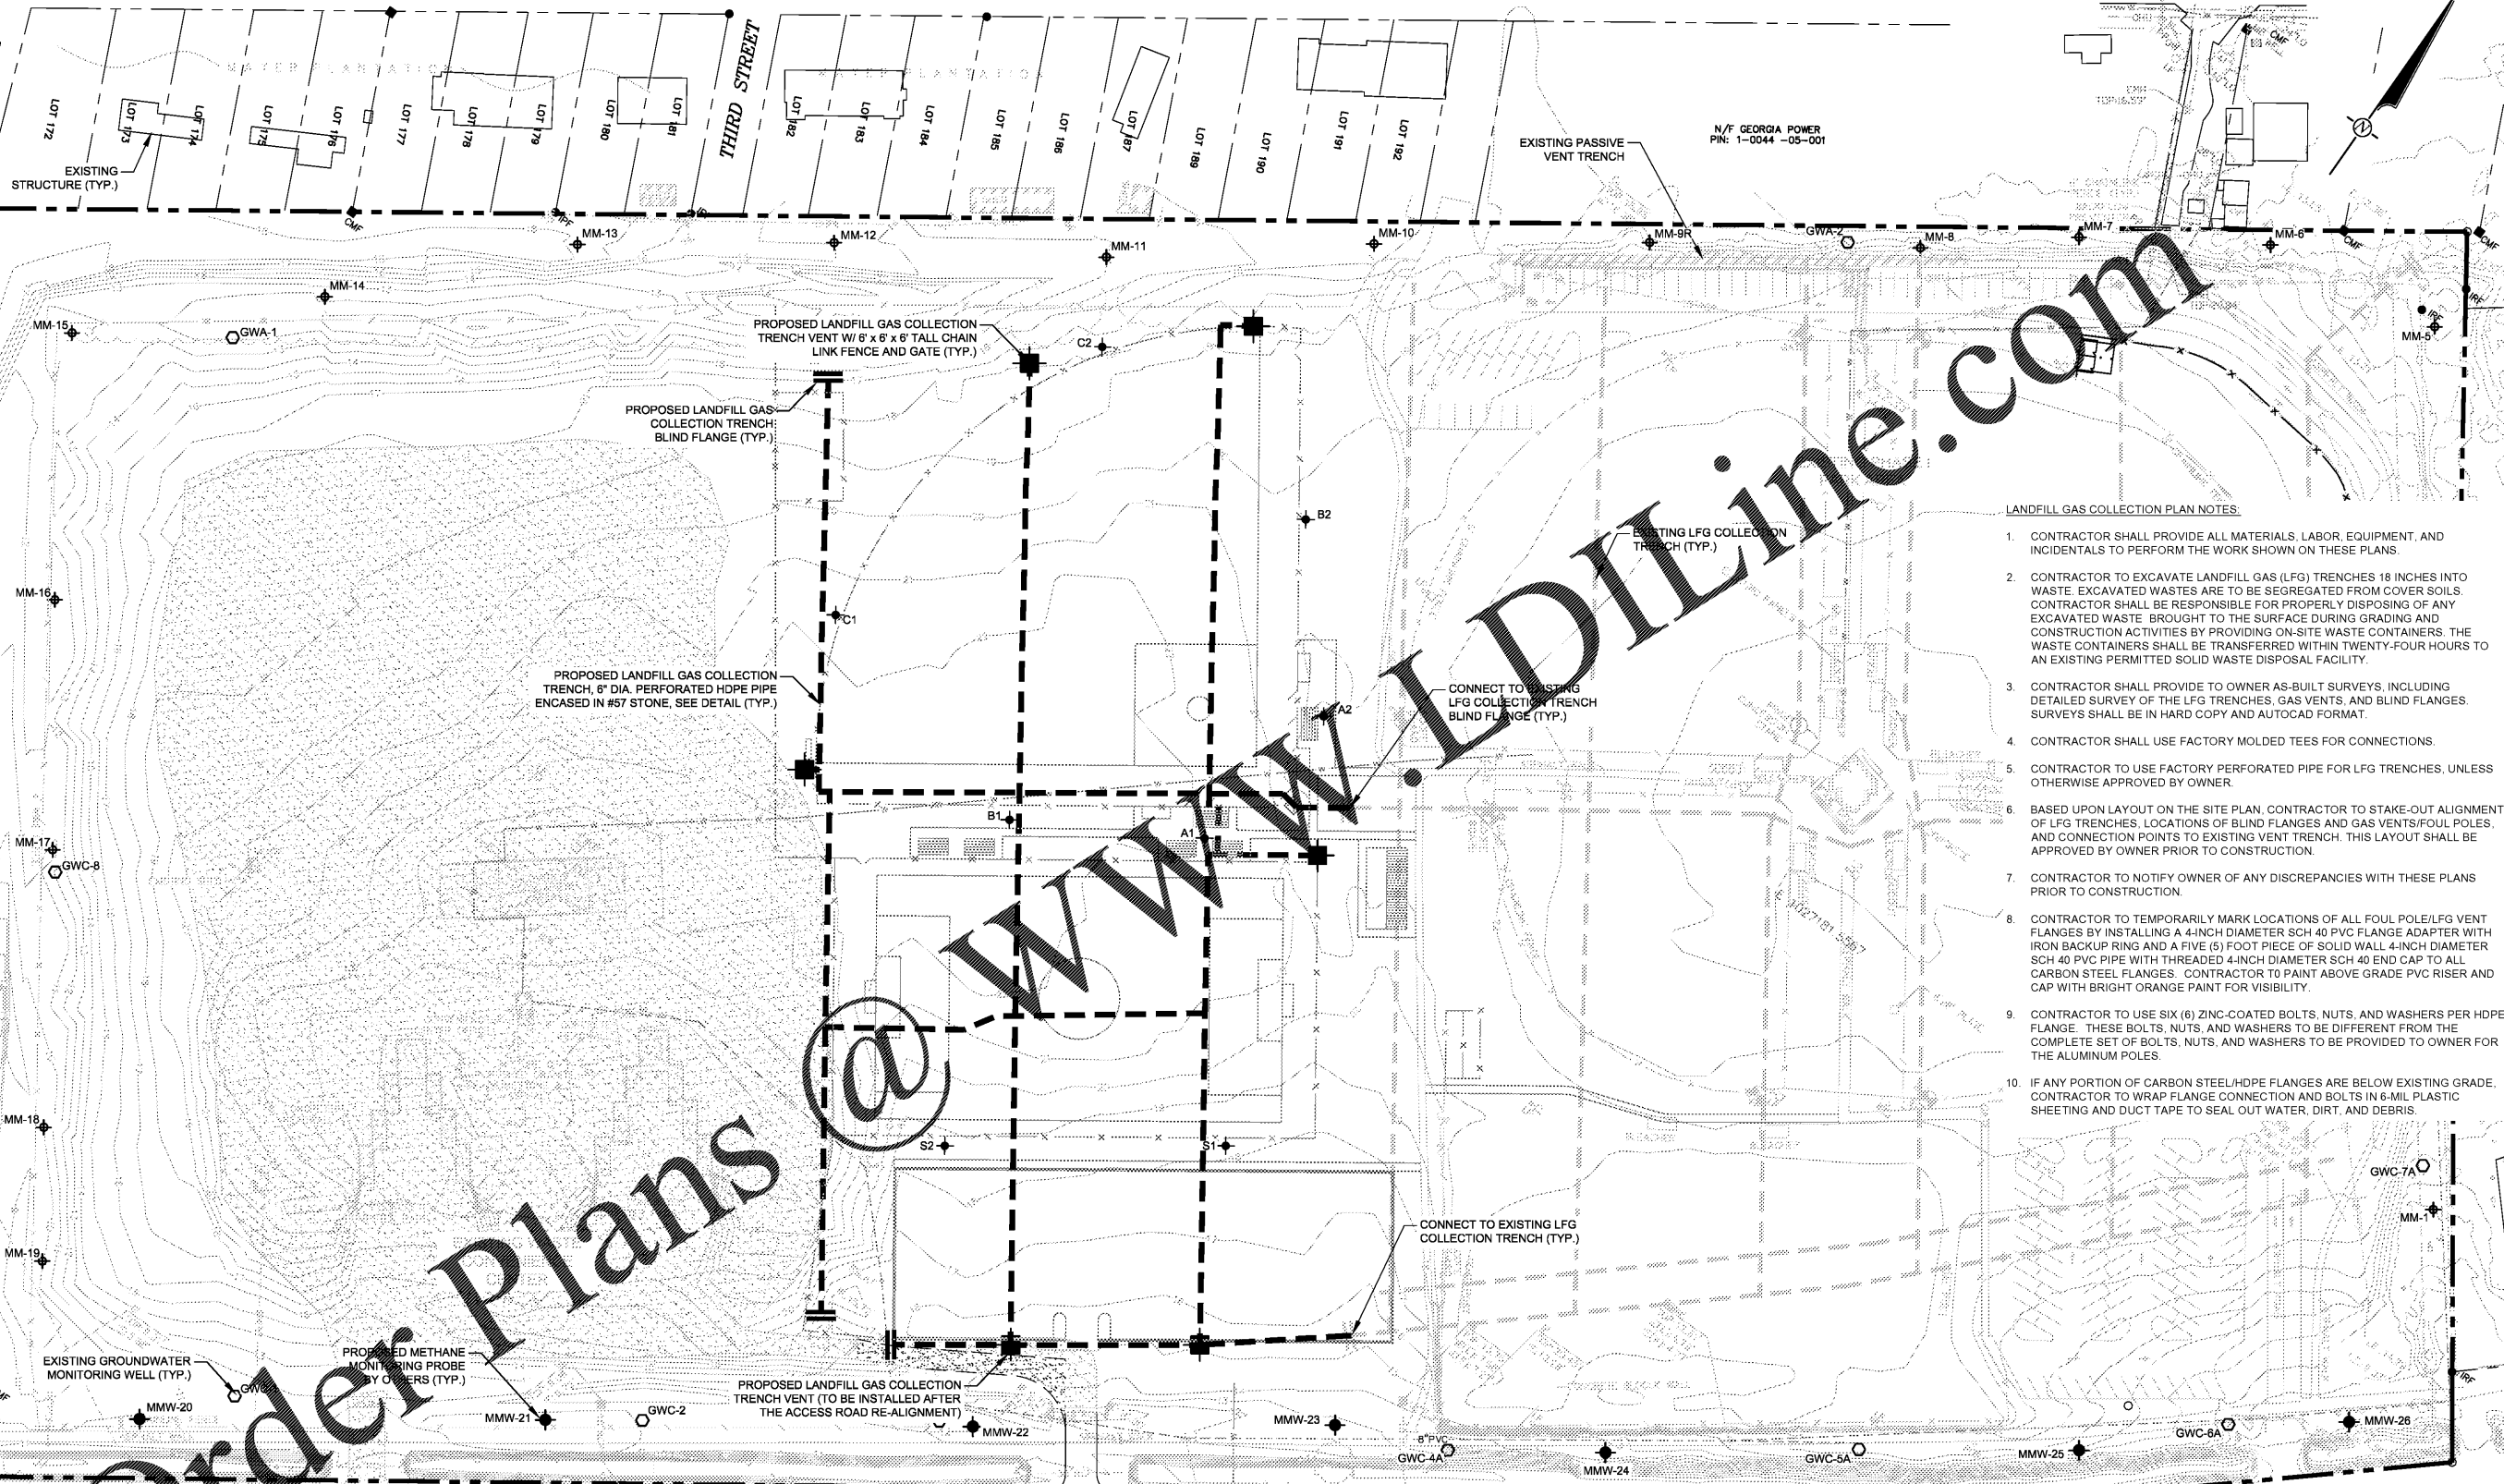 LOT 172
LOT 173
LOT 174
LOT 175
LOT 176
LOT 177
LOT 178
LOT 179
LOT 180
LOT 181
THIRD STREET
LOT 182
LOT 183
LOT 184
LOT 185
LOT 186
LOT 187
LOT 189
LOT 190
LOT 191
LOT 192
EXISTING
STRUCTURE (TYP.)
EXISTING PASSIVE
VENT TRENCH
N/F GEORGIA POWER
PIN: 1-0044 -05-001
CMF
CMF
CMF
CMF
IRF
IRF
MM-13
MM-12
MM-11
MM-10
MM-9R
GWA-2
MM-8
MM-7
MM-6
MM-5
MM-14
MM-15
GWA-1
PROPOSED LANDFILL GAS COLLECTION
TRENCH VENT W/ 6' x 6' x 6' TALL CHAIN
LINK FENCE AND GATE (TYP.)
C2
PROPOSED LANDFILL GAS
COLLECTION TRENCH
BLIND FLANGE (TYP.)
B2
EXISTING LFG COLLECTION
TRENCH (TYP.)
MM-16
C1
PROPOSED LANDFILL GAS COLLECTION
TRENCH, 6" DIA. PERFORATED HDPE PIPE
ENCASED IN #57 STONE, SEE DETAIL (TYP.)
CONNECT TO EXISTING
LFG COLLECTION TRENCH
BLIND FLANGE (TYP.)
A2
B1
A1
MM-17
GWC-8
S2
S1
MM-18
MM-19
CONNECT TO EXISTING LFG
COLLECTION TRENCH (TYP.)
GWC-7A
MM-1
IRF
EXISTING GROUNDWATER
MONITORING WELL (TYP.)
PROPOSED METHANE
MONITORING PROBE
BY OTHERS (TYP.)
PROPOSED LANDFILL GAS COLLECTION
TRENCH VENT (TO BE INSTALLED AFTER
THE ACCESS ROAD RE-ALIGNMENT)
MMW-20
MMW-21
GWC-2
MMW-22
MMW-23
8"PVC
GWC-4A
MMW-24
GWC-5A
MMW-25
GWC-6A
MMW-26
LANDFILL GAS COLLECTION PLAN NOTES:
1. CONTRACTOR SHALL PROVIDE ALL MATERIALS, LABOR, EQUIPMENT, AND
INCIDENTALS TO PERFORM THE WORK SHOWN ON THESE PLANS.
2. CONTRACTOR TO EXCAVATE LANDFILL GAS (LFG) TRENCHES 18 INCHES INTO
WASTE. EXCAVATED WASTES ARE TO BE SEGREGATED FROM COVER SOILS.
CONTRACTOR SHALL BE RESPONSIBLE FOR PROPERLY DISPOSING OF ANY
EXCAVATED WASTE BROUGHT TO THE SURFACE DURING GRADING AND
CONSTRUCTION ACTIVITIES BY PROVIDING ON-SITE WASTE CONTAINERS. THE
WASTE CONTAINERS SHALL BE TRANSFERRED WITHIN TWENTY-FOUR HOURS TO
AN EXISTING PERMITTED SOLID WASTE DISPOSAL FACILITY.
3. CONTRACTOR SHALL PROVIDE TO OWNER AS-BUILT SURVEYS, INCLUDING
DETAILED SURVEY OF THE LFG TRENCHES, GAS VENTS, AND BLIND FLANGES.
SURVEYS SHALL BE IN HARD COPY AND AUTOCAD FORMAT.
4. CONTRACTOR SHALL USE FACTORY MOLDED TEES FOR CONNECTIONS.
5. CONTRACTOR TO USE FACTORY PERFORATED PIPE FOR LFG TRENCHES, UNLESS
OTHERWISE APPROVED BY OWNER.
6. BASED UPON LAYOUT ON THE SITE PLAN, CONTRACTOR TO STAKE-OUT ALIGNMENT
OF LFG TRENCHES, LOCATIONS OF BLIND FLANGES AND GAS VENTS/FOUL POLES,
AND CONNECTION POINTS TO EXISTING VENT TRENCH. THIS LAYOUT SHALL BE
APPROVED BY OWNER PRIOR TO CONSTRUCTION.
7. CONTRACTOR TO NOTIFY OWNER OF ANY DISCREPANCIES WITH THESE PLANS
PRIOR TO CONSTRUCTION.
8. CONTRACTOR TO TEMPORARILY MARK LOCATIONS OF ALL FOUL POLE/LFG VENT
FLANGES BY INSTALLING A 4-INCH DIAMETER SCH 40 PVC FLANGE ADAPTER WITH
IRON BACKUP RING AND A FIVE (5) FOOT PIECE OF SOLID WALL 4-INCH DIAMETER
SCH 40 PVC PIPE WITH THREADED 4-INCH DIAMETER SCH 40 END CAP TO ALL
CARBON STEEL FLANGES. CONTRACTOR TO PAINT ABOVE GRADE PVC RISER AND
CAP WITH BRIGHT ORANGE PAINT FOR VISIBILITY.
9. CONTRACTOR TO USE SIX (6) ZINC-COATED BOLTS, NUTS, AND WASHERS PER HDPE
FLANGE. THESE BOLTS, NUTS, AND WASHERS TO BE DIFFERENT FROM THE
COMPLETE SET OF BOLTS, NUTS, AND WASHERS TO BE PROVIDED TO OWNER FOR
THE ALUMINUM POLES.
10. IF ANY PORTION OF CARBON STEEL/HDPE FLANGES ARE BELOW EXISTING GRADE,
CONTRACTOR TO WRAP FLANGE CONNECTION AND BOLTS IN 6-MIL PLASTIC
SHEETING AND DUCT TAPE TO SEAL OUT WATER, DIRT, AND DEBRIS.
Order Plans @ www.LDILine.com